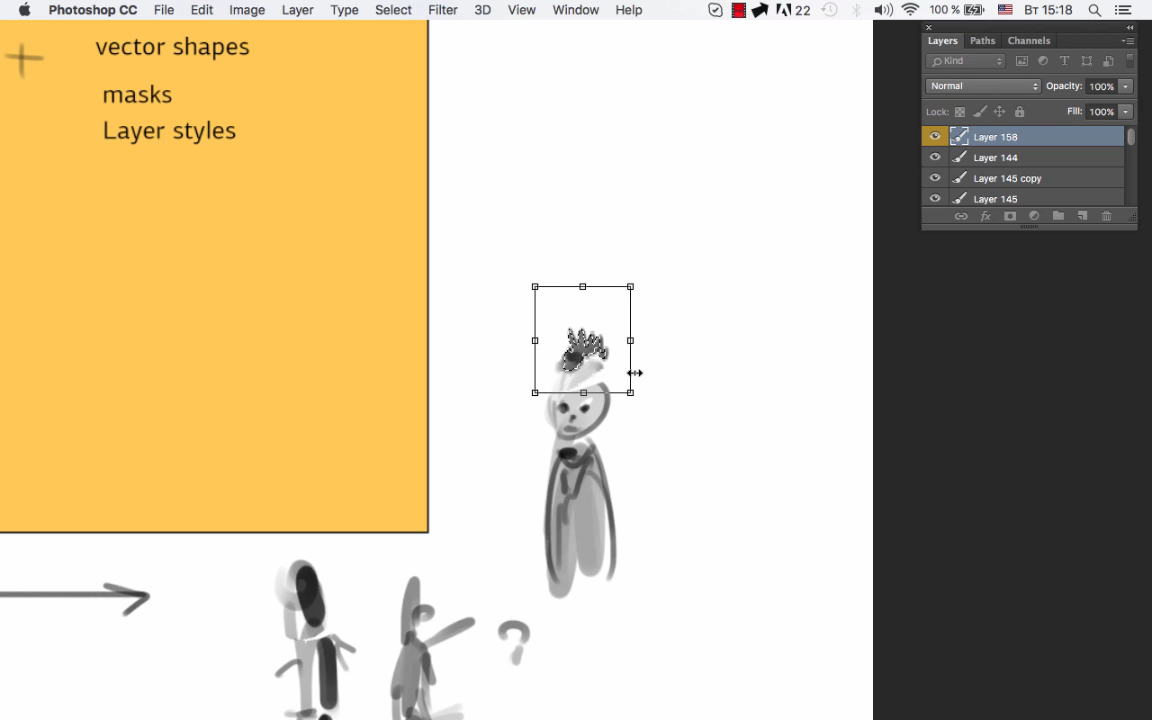 Photoshop CC File Edit Image Layer Type Select Filter 3D View Window Help 22 100 % Вт 15:18
vector shapes
masks
Layer styles
?
Layers Paths Channels
Kind
Normal Opacity: 100%
Lock: Fill: 100%
Layer 158
Layer 144
Layer 145 copy
Layer 145
fx